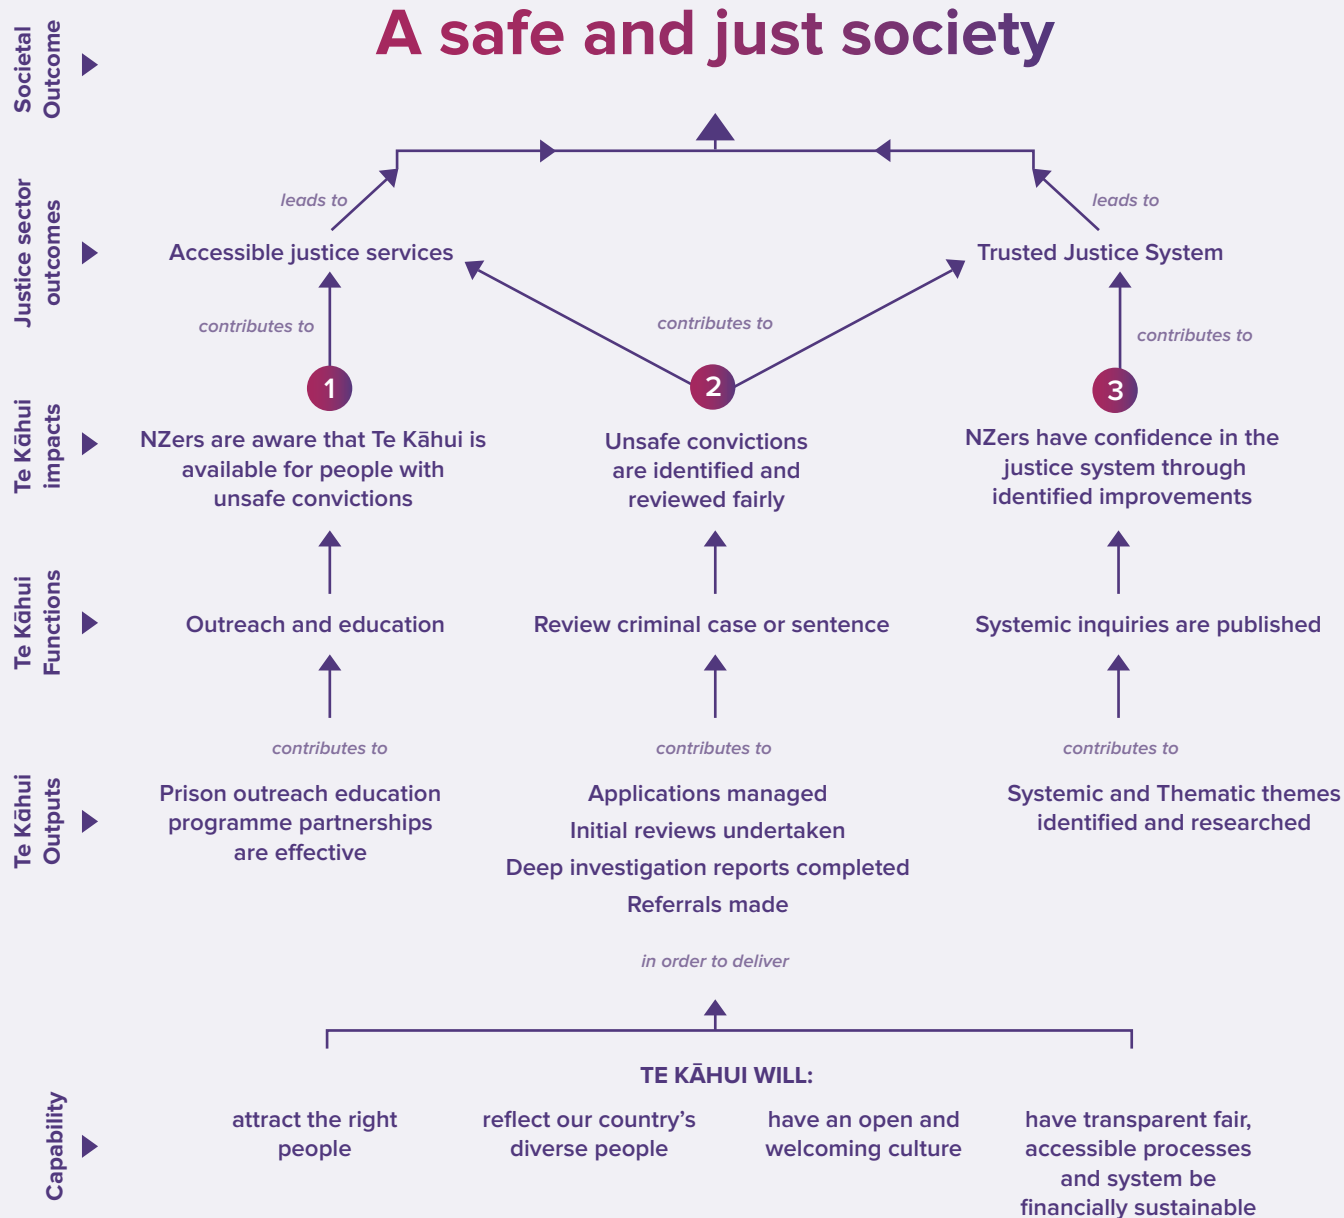 Societal
Outcome
A safe and just society
Justice sector
outcomes
leads to
leads to
Accessible justice services
Trusted Justice System
contributes to
contributes to
contributes to
Te Kāhui
impacts
1
NZers are aware that Te Kāhui is
available for people with
unsafe convictions
2
Unsafe convictions
are identified and
reviewed fairly
3
NZers have confidence in the
justice system through
identified improvements
Te Kāhui
Functions
Outreach and education
Review criminal case or sentence
Systemic inquiries are published
contributes to
contributes to
contributes to
Te Kāhui
Outputs
Prison outreach education
programme partnerships
are effective
Applications managed
Initial reviews undertaken
Deep investigation reports completed
Referrals made
Systemic and Thematic themes
identified and researched
in order to deliver
Capability
TE KĀHUI WILL:
attract the right
people
reflect our country’s
diverse people
have an open and
welcoming culture
have transparent fair,
accessible processes
and system be
financially sustainable